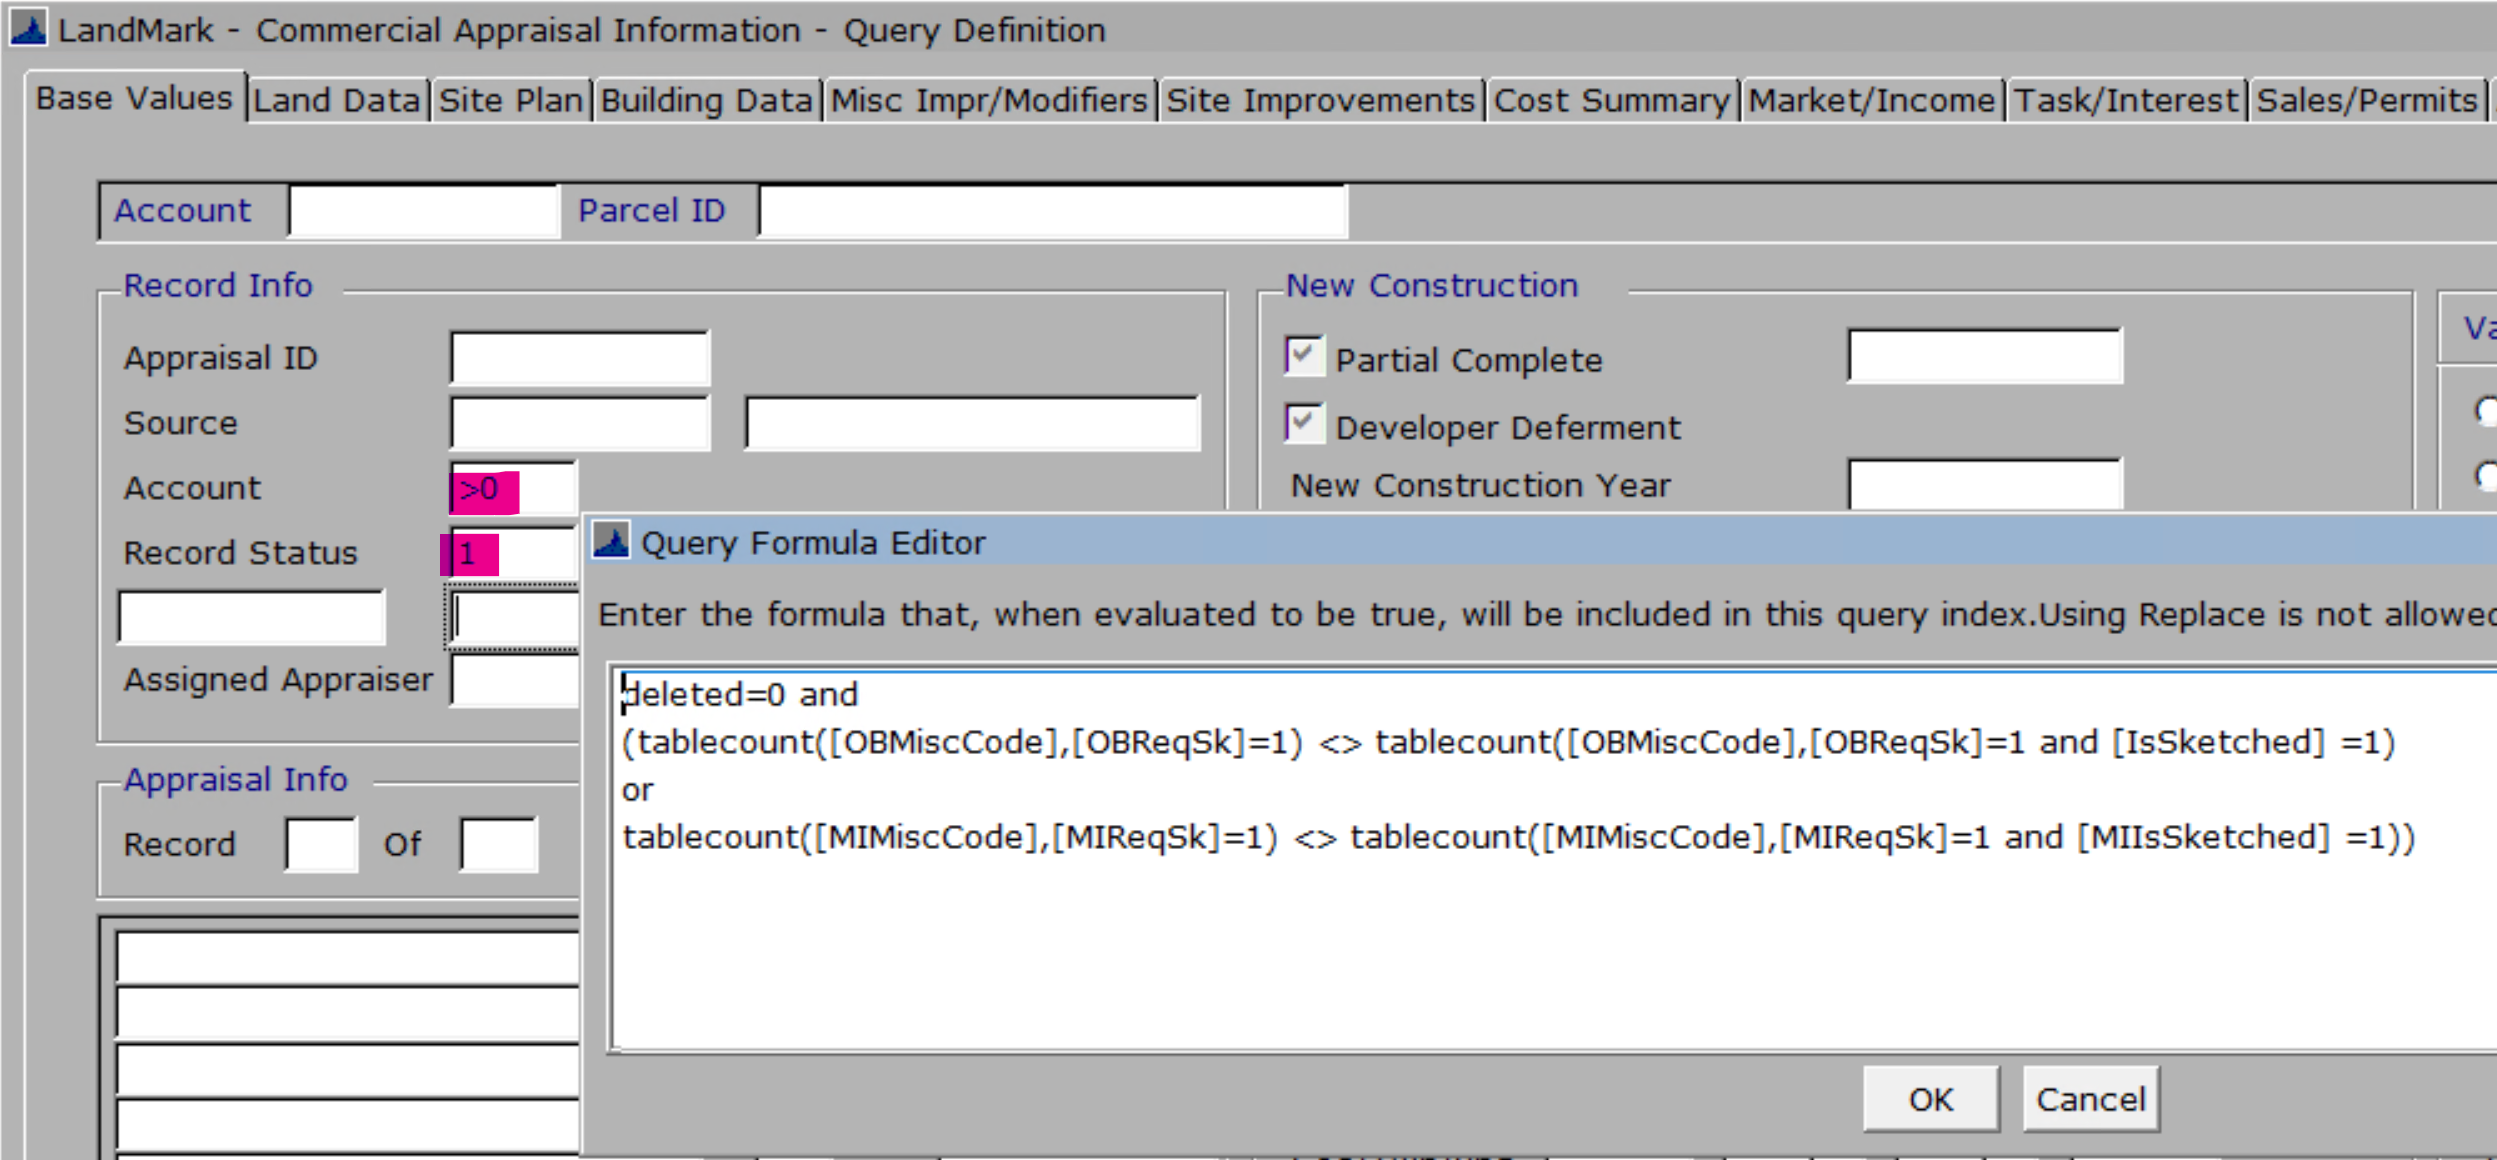 LandMark - Commercial Appraisal Information - Query Definition
Base Values Land Data Site Plan Building Data Misc Impr/Modifiers Site Improvements Cost Summary Market/Income Task/Interest Sales/Permits
Account Parcel ID
Record Info
Appraisal ID
Source
Account >0
Record Status 1
Assigned Appraiser
New Construction
Partial Complete
Developer Deferment
New Construction Year
Appraisal Info
Record Of
Query Formula Editor
Enter the formula that, when evaluated to be true, will be included in this query index.Using Replace is not allowed
deleted=0 and
(tablecount([OBMiscCode],[OBReqSk]=1) <> tablecount([OBMiscCode],[OBReqSk]=1 and [IsSketched] =1)
or
tablecount([MIMiscCode],[MIReqSk]=1) <> tablecount([MIMiscCode],[MIReqSk]=1 and [MIIsSketched] =1))
OK Cancel